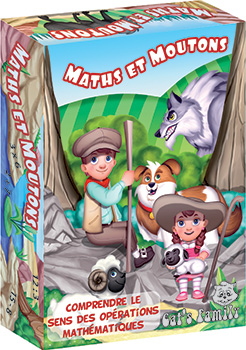 MATHS ET MOUTONS
MATHS ET MOUTONS
COMPRENDRE LE
SENS DES OPÉRATIONS
MATHÉMATIQUES
Cat's Family